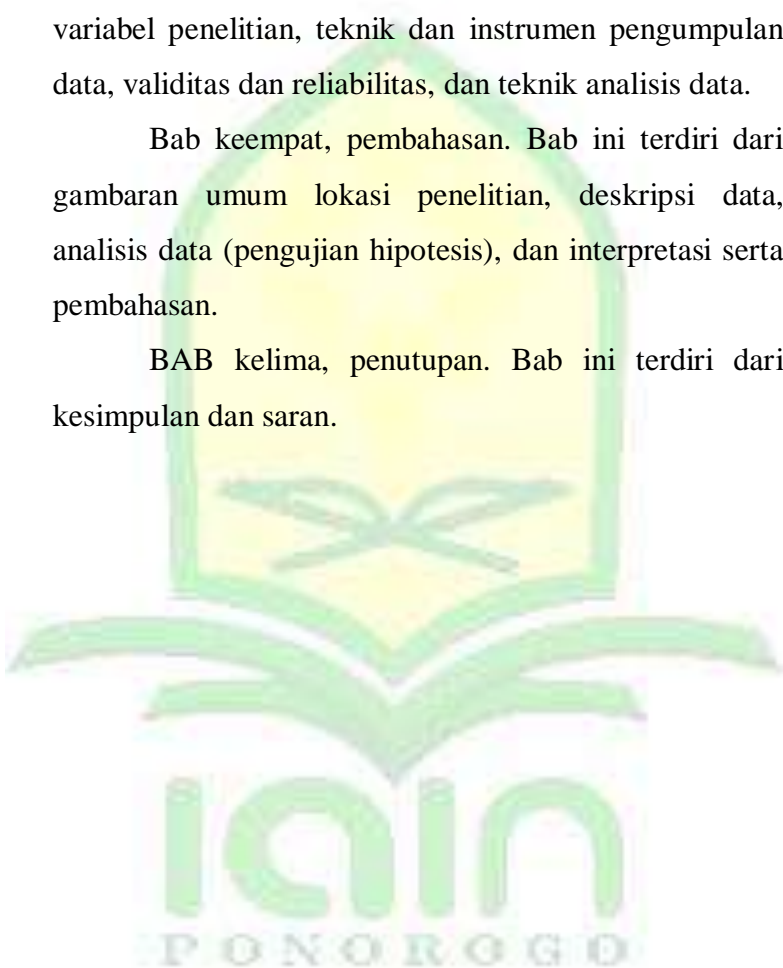 variabel penelitian, teknik dan instrumen pengumpulan
data, validitas dan reliabilitas, dan teknik analisis data.
Bab keempat, pembahasan. Bab ini terdiri dari
gambaran umum lokasi penelitian, deskripsi data,
analisis data (pengujian hipotesis), dan interpretasi serta
pembahasan.
BAB kelima, penutupan. Bab ini terdiri dari
kesimpulan dan saran.
iain
PONOROGO